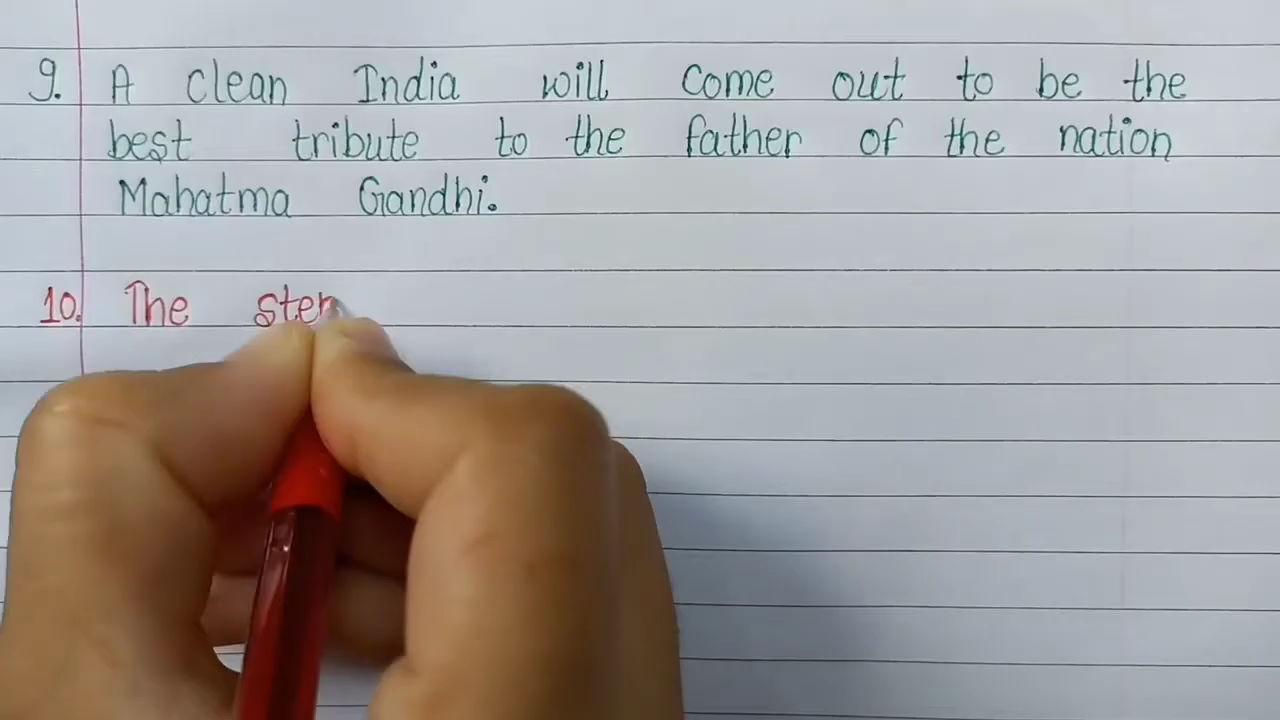 9. A clean India will come out to be the
best tribute to the father of the nation
Mahatma Gandhi.
10. The